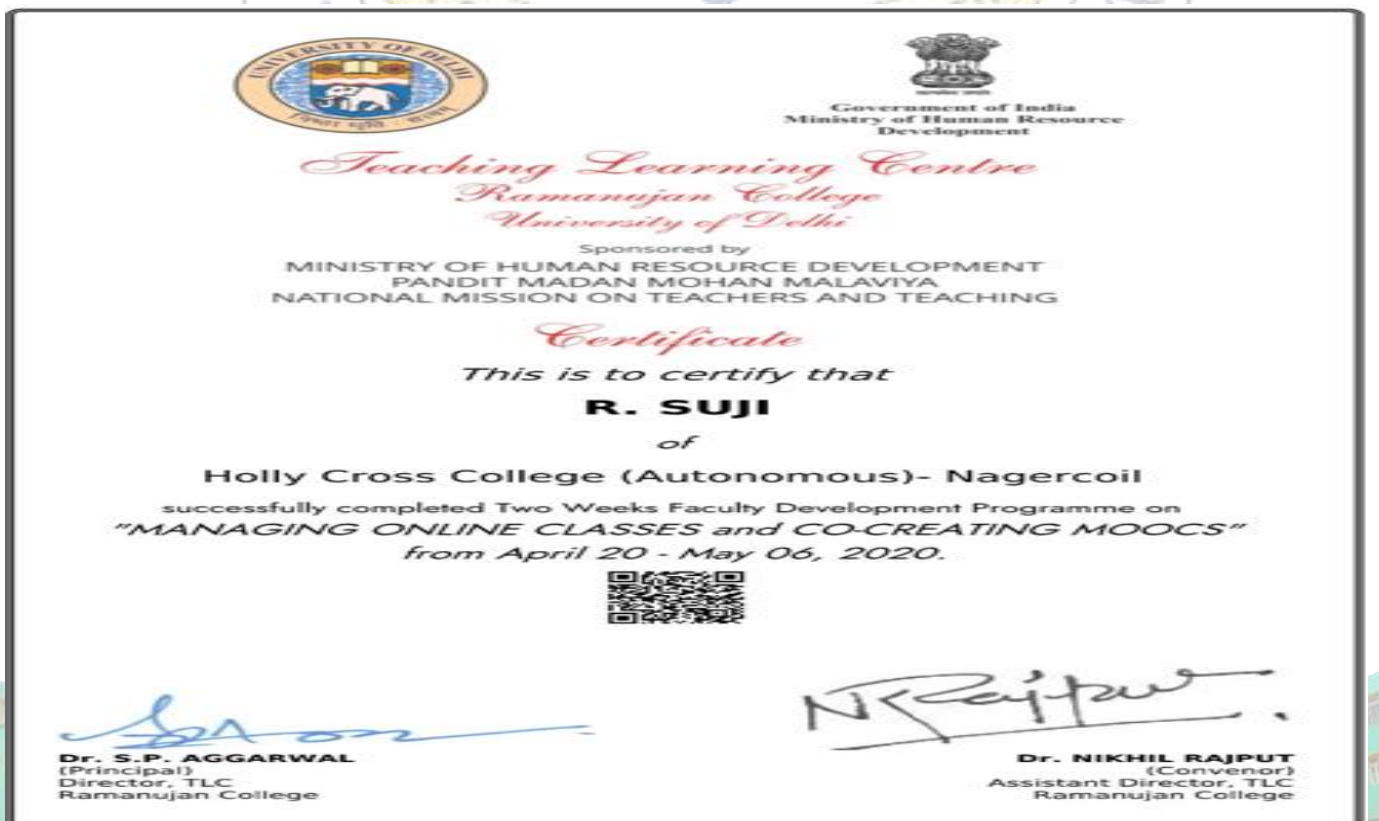 UNIVERSITY OF DELHI
Government of India
Ministry of Human Resource
Development
Teaching Learning Centre
Ramanujan College
University of Delhi
Sponsored by
MINISTRY OF HUMAN RESOURCE DEVELOPMENT
PANDIT MADAN MOHAN MALAVIYA
NATIONAL MISSION ON TEACHERS AND TEACHING
Certificate
This is to certify that
R. SUJI
of
Holly Cross College (Autonomous)- Nagercoil
successfully completed Two Weeks Faculty Development Programme on
"MANAGING ONLINE CLASSES and CO-CREATING MOOCS"
from April 20 - May 06, 2020.
NKRajput
Dr. S.P. AGGARWAL
(Principal)
Director, TLC
Ramanujan College
Dr. NIKHIL RAJPUT
(Convenor)
Assistant Director, TLC
Ramanujan College